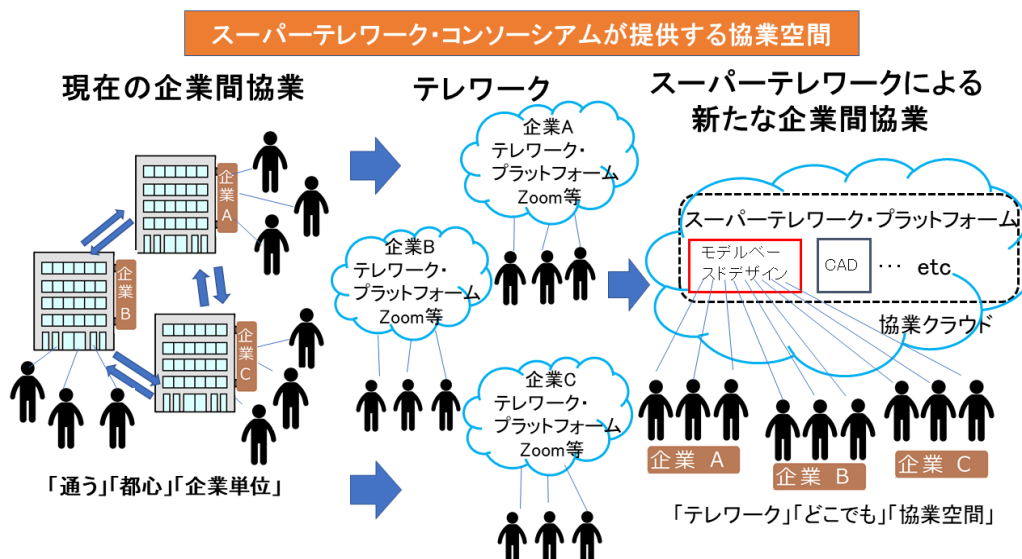 スーパーテレワーク・コンソーシアムが提供する協業空間
現在の企業間協業
企業A
企業B
企業C
「通う」「都心」「企業単位」
テレワーク
企業A
テレワーク・
プラットフォーム
Zoom等
企業B
テレワーク・
プラットフォーム
Zoom等
企業C
テレワーク・
プラットフォーム
Zoom等
スーパーテレワークによる
新たな企業間協業
スーパーテレワーク・プラットフォーム
モデルベー
スドデザイン
CAD
… etc
協業クラウド
企業 A
企業 B
企業 C
「テレワーク」「どこでも」「協業空間」